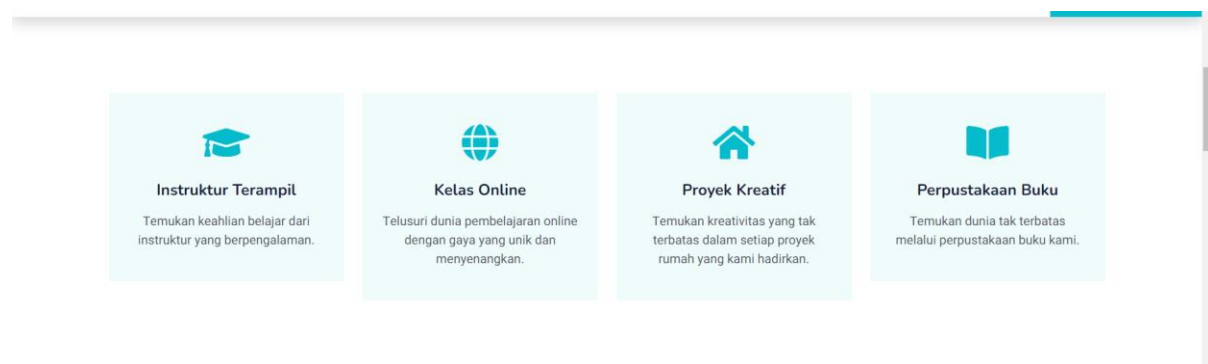 Instruktur Terampil
Temukan keahlian belajar dari
instruktur yang berpengalaman.
Kelas Online
Telusuri dunia pembelajaran online
dengan gaya yang unik dan
menyenangkan.
Proyek Kreatif
Temukan kreativitas yang tak
terbatas dalam setiap proyek
rumah yang kami hadirkan.
Perpustakaan Buku
Temukan dunia tak terbatas
melalui perpustakaan buku kami.